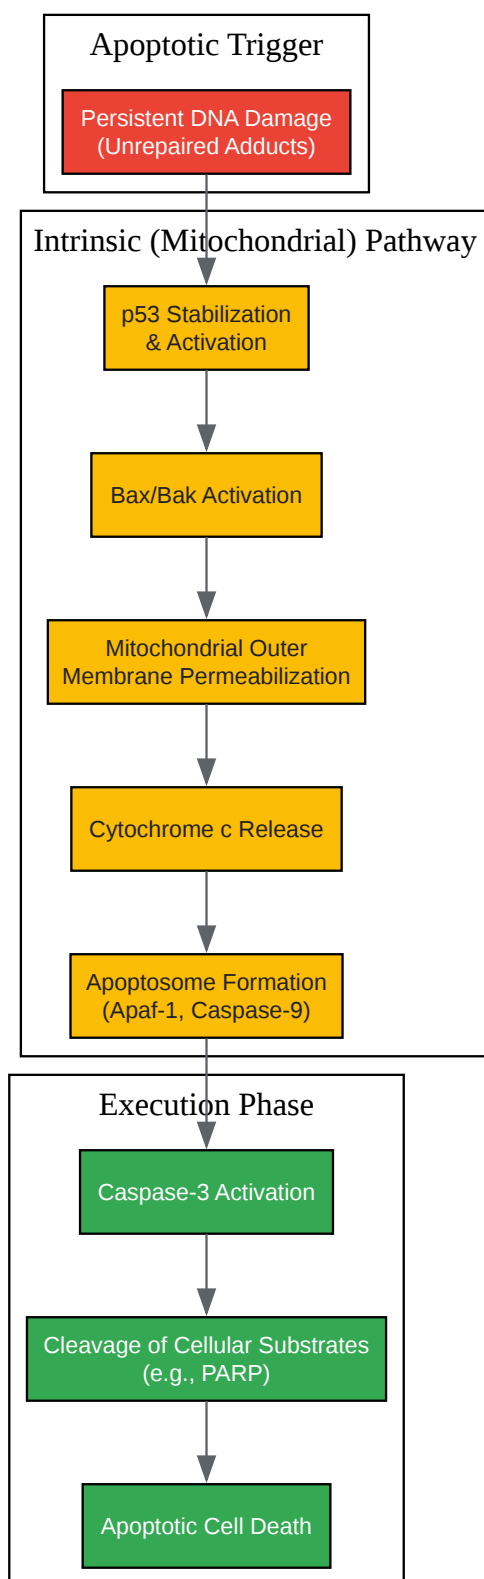 Apoptotic Trigger
Persistent DNA Damage
(Unrepaired Adducts)
Intrinsic (Mitochondrial) Pathway
p53 Stabilization
& Activation
Bax/Bak Activation
Mitochondrial Outer
Membrane Permeabilization
Cytochrome c Release
Apoptosome Formation
(Apaf-1, Caspase-9)
Execution Phase
Caspase-3 Activation
Cleavage of Cellular Substrates
(e.g., PARP)
Apoptotic Cell Death